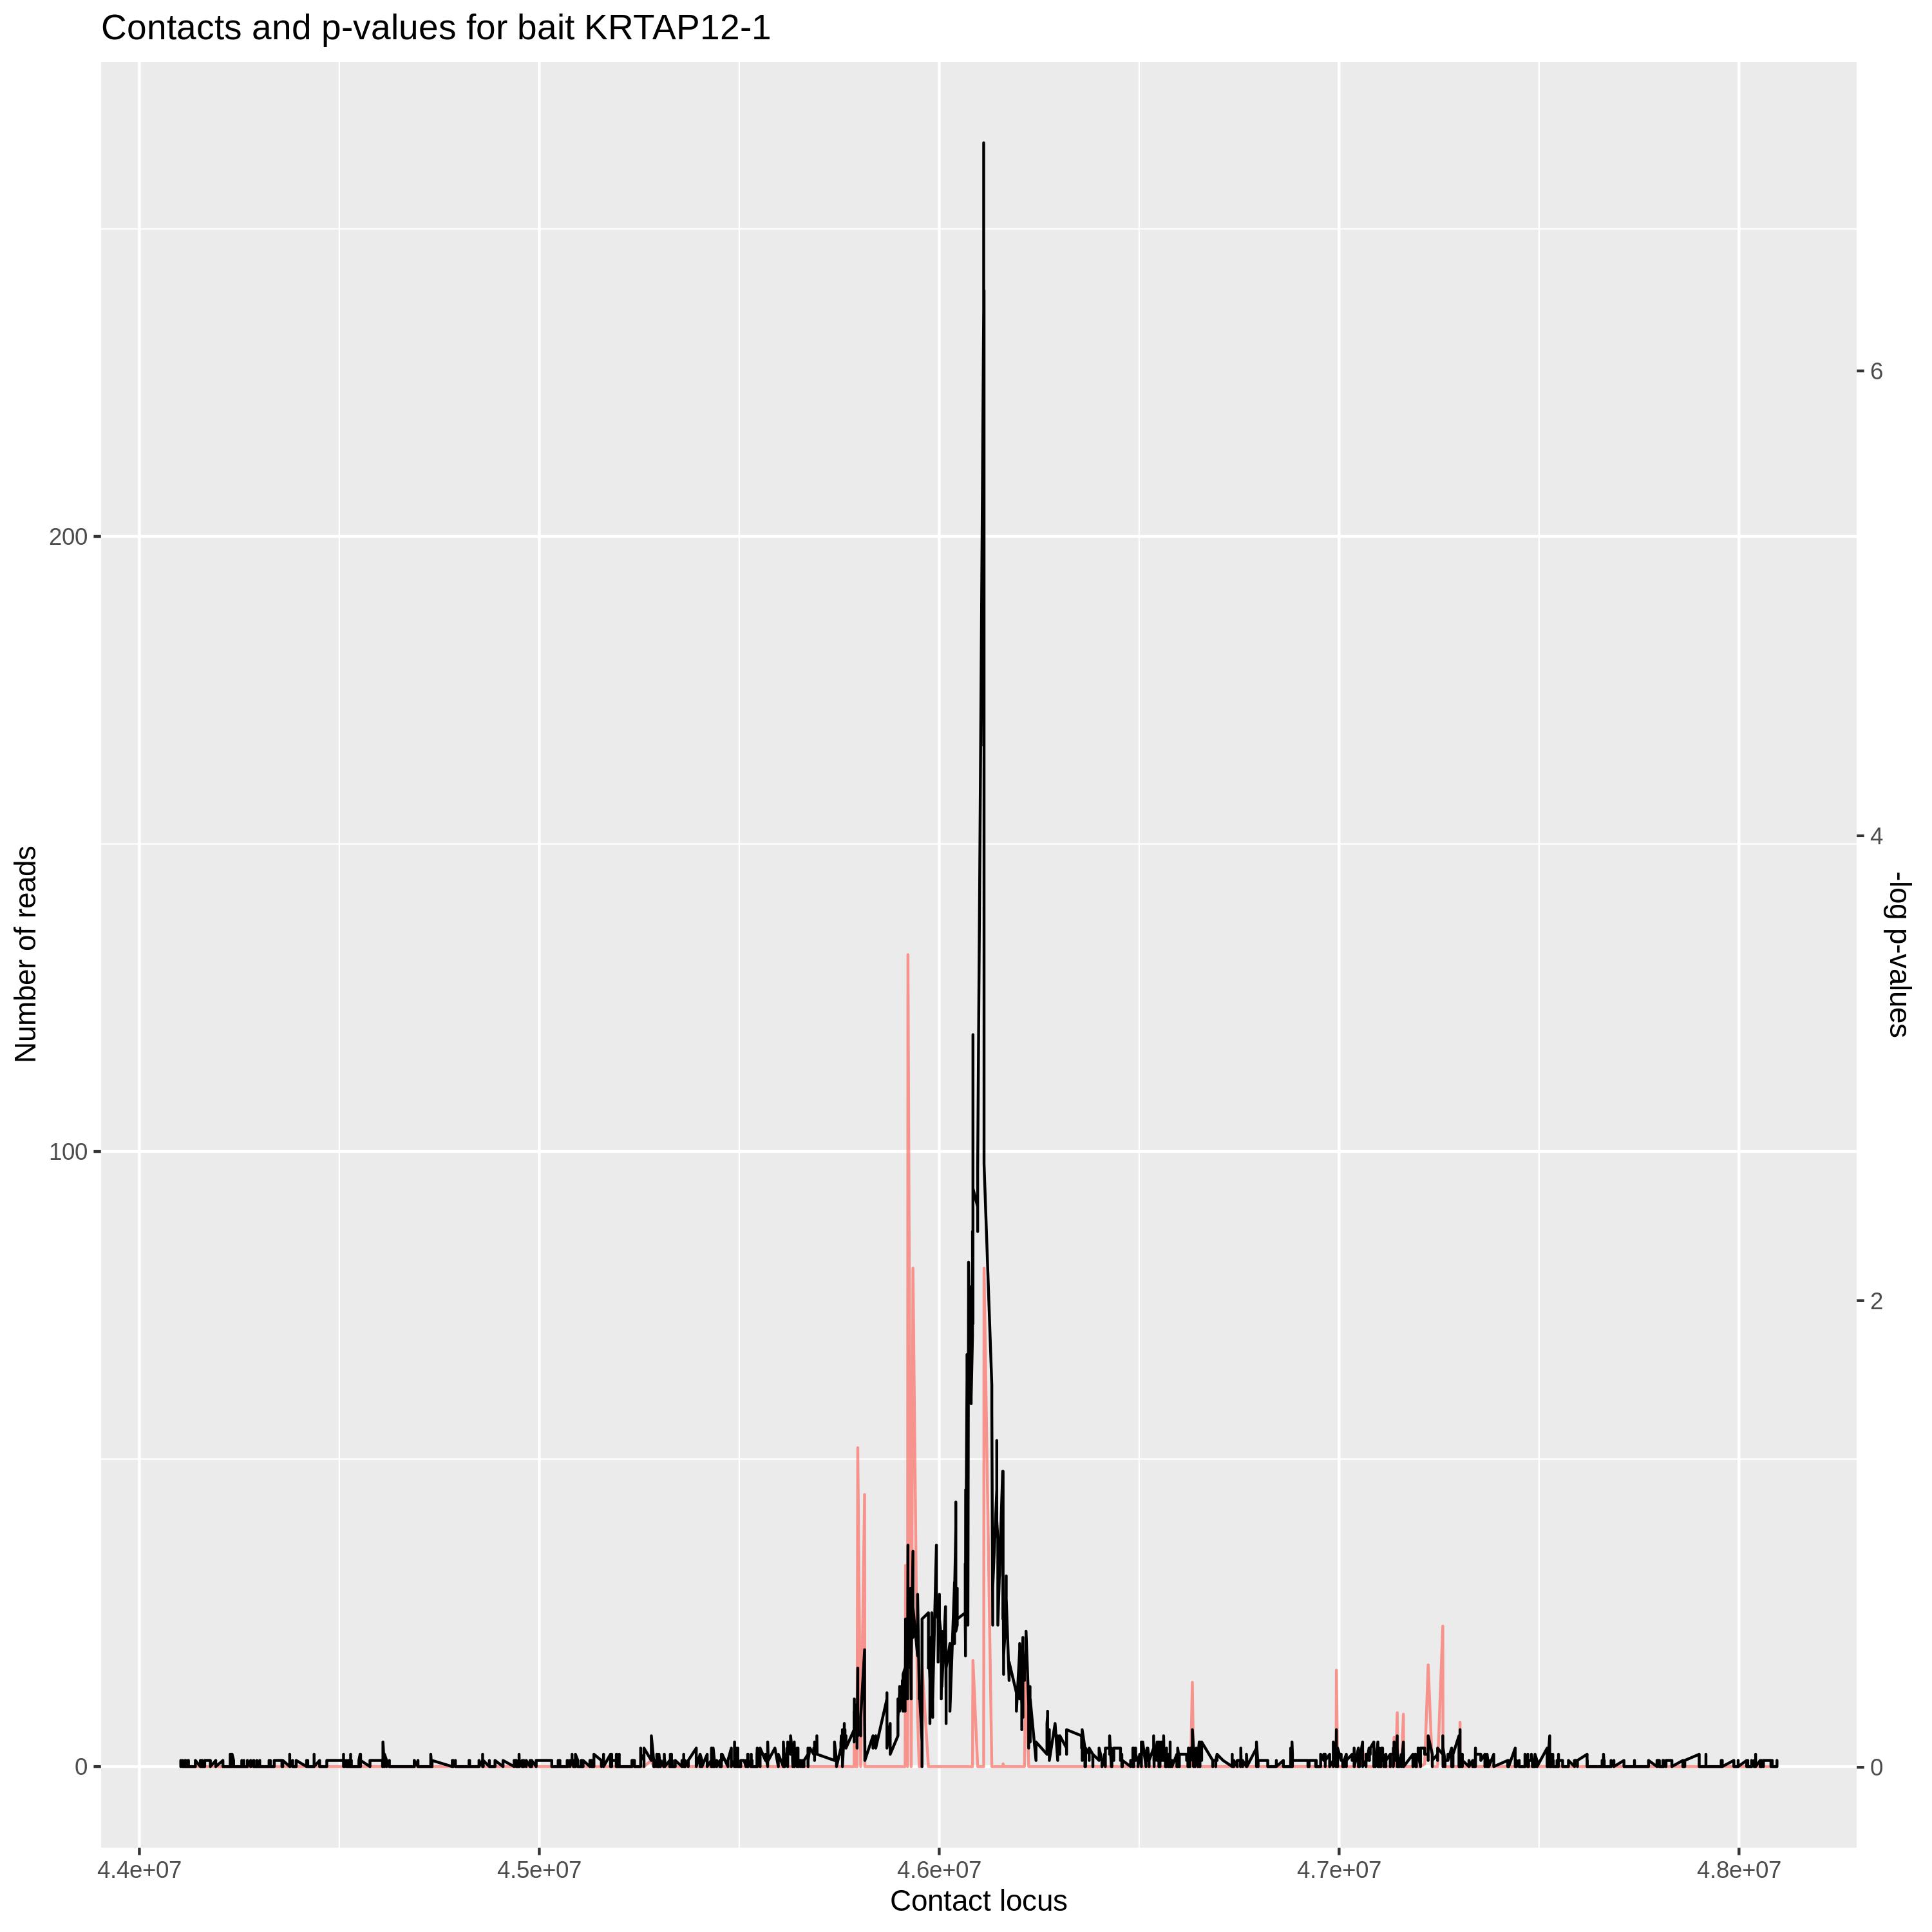 Contacts and p-values for bait KRTAP12-1
Number of reads
200
100
0
6
4
2
0
-log p-values
4.4e+07
4.5e+07
4.6e+07
4.7e+07
4.8e+07
Contact locus